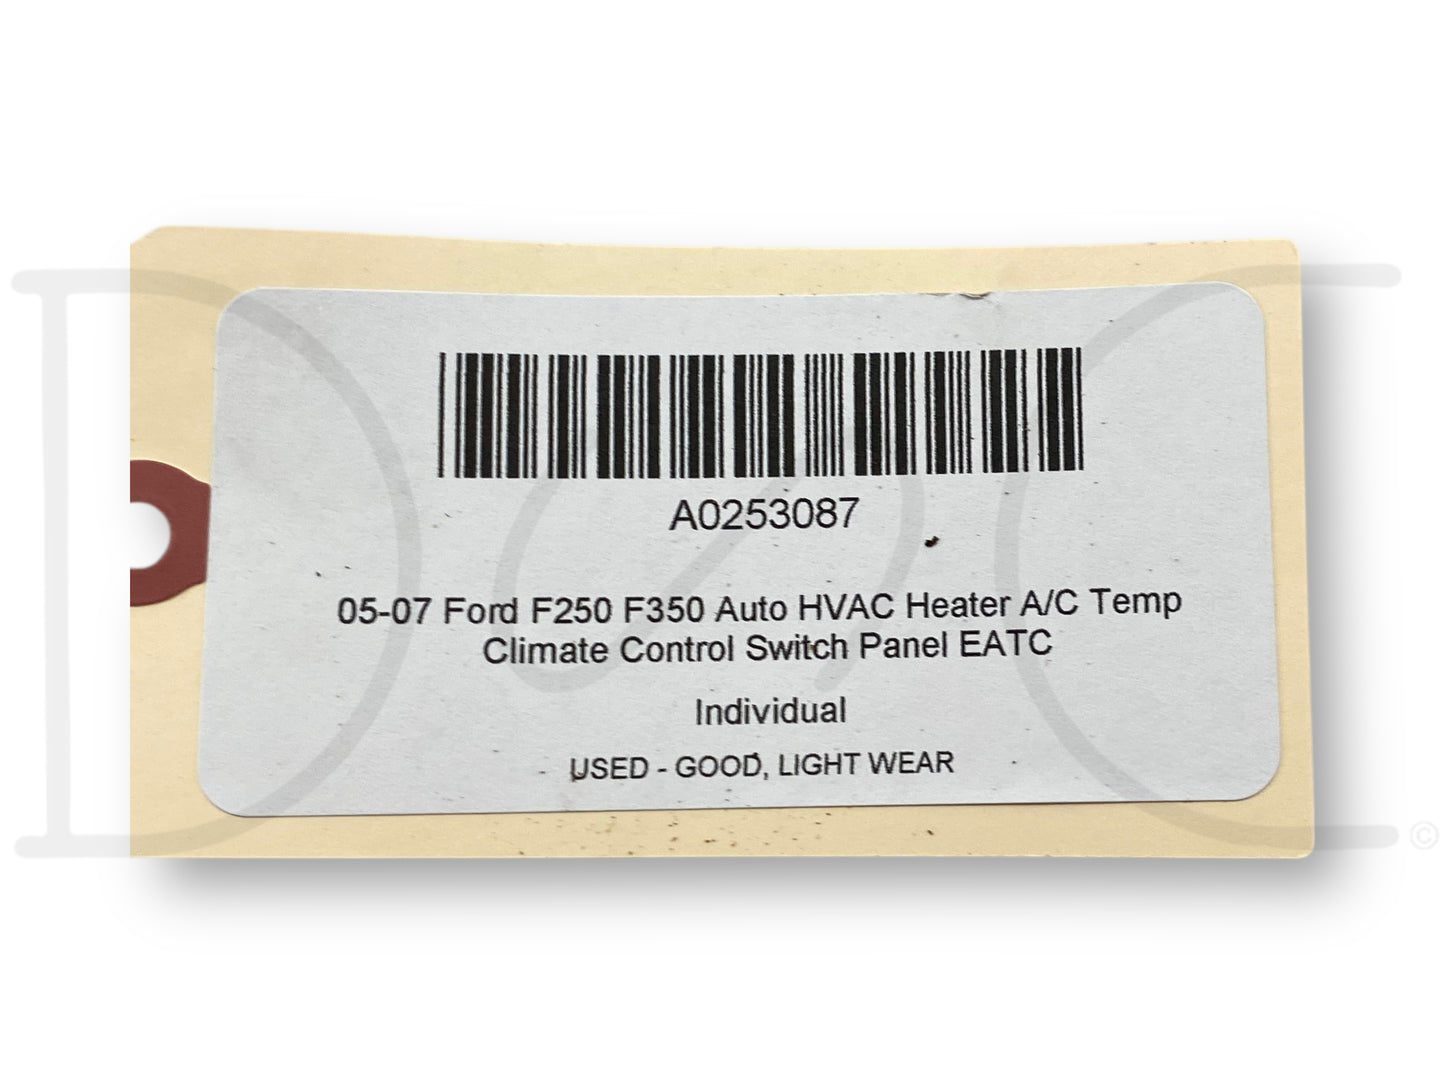 A0253087
05-07 Ford F250 F350 Auto HVAC Heater A/C Temp
Climate Control Switch Panel EATC
Individual
USED - GOOD, LIGHT WEAR
©